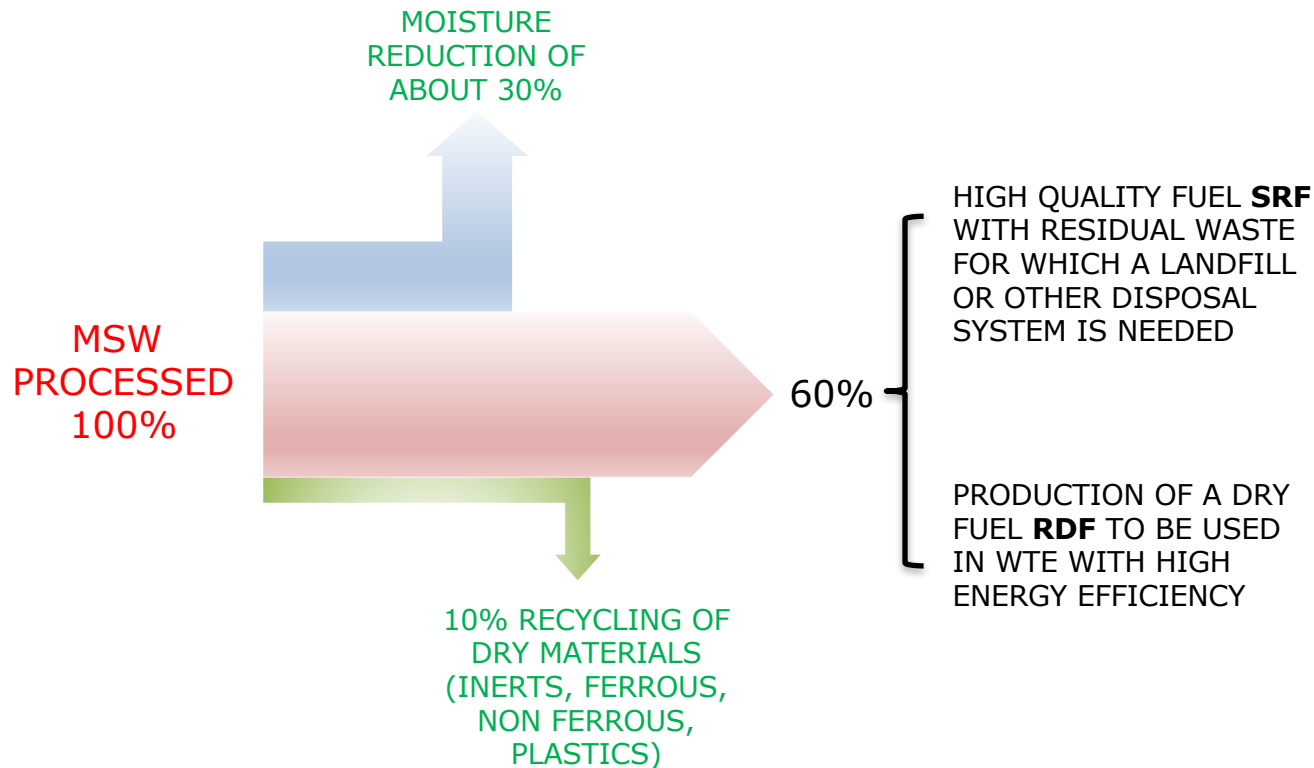 MOISTURE
REDUCTION OF
ABOUT 30%
MSW
PROCESSED
100%
60%
HIGH QUALITY FUEL SRF
WITH RESIDUAL WASTE
FOR WHICH A LANDFILL
OR OTHER DISPOSAL
SYSTEM IS NEEDED
PRODUCTION OF A DRY
FUEL RDF TO BE USED
IN WTE WITH HIGH
ENERGY EFFICIENCY
10% RECYCLING OF
DRY MATERIALS
(INERTS, FERROUS,
NON FERROUS,
PLASTICS)